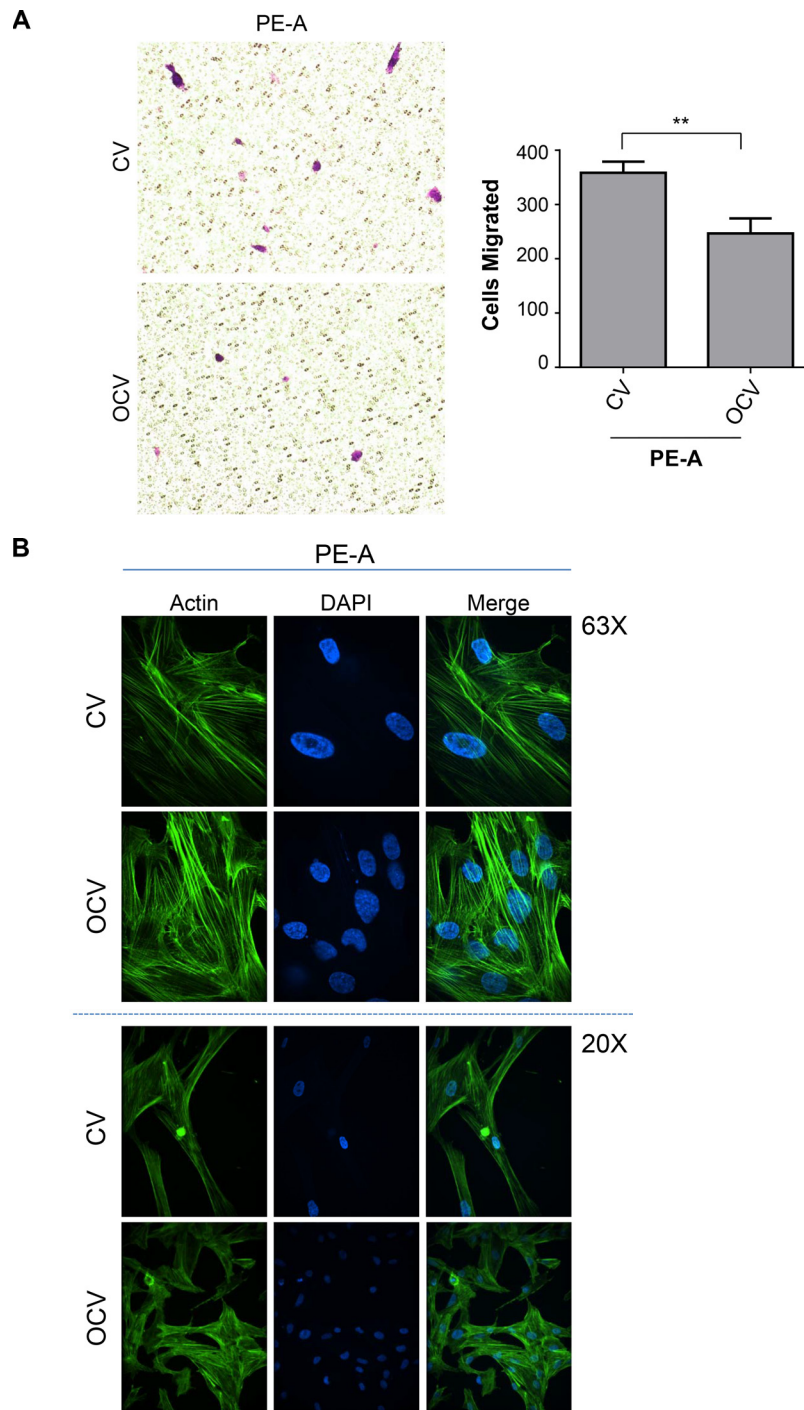 A
PE-A
CV
OCV
**
Cells Migrated
400
300
200
100
0
CV
OCV
PE-A
B
PE-A
Actin
DAPI
Merge
63X
CV
OCV
20X
CV
OCV